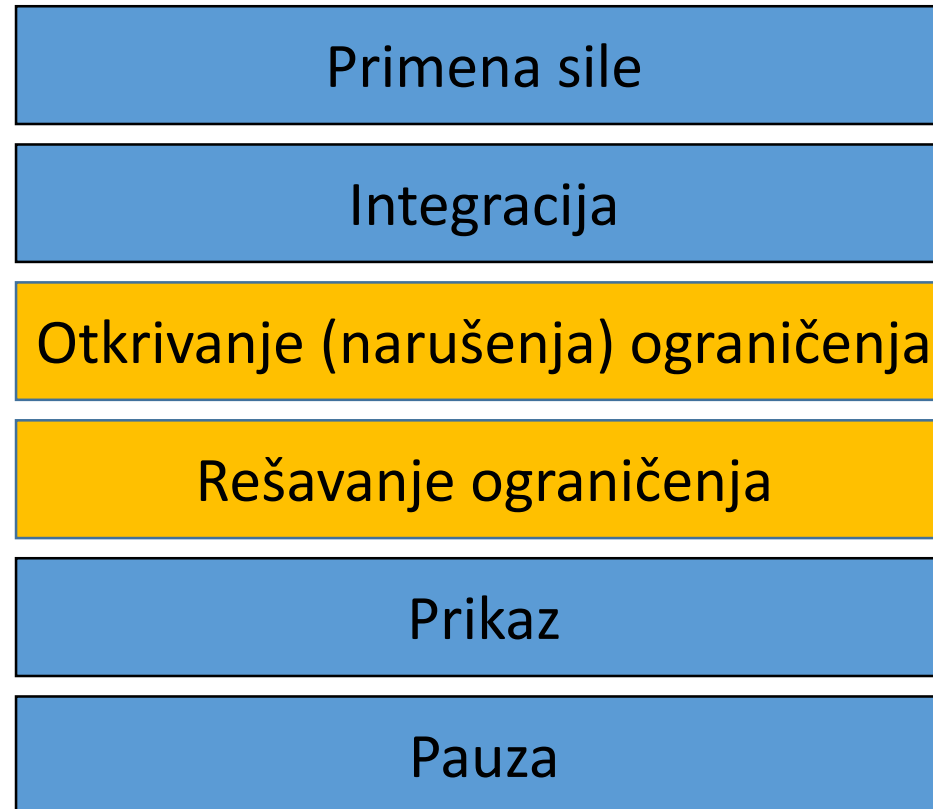 Primena sile
Integracija
Otkrivanje (narušenja) ograničenja
Rešavanje ograničenja
Prikaz
Pauza